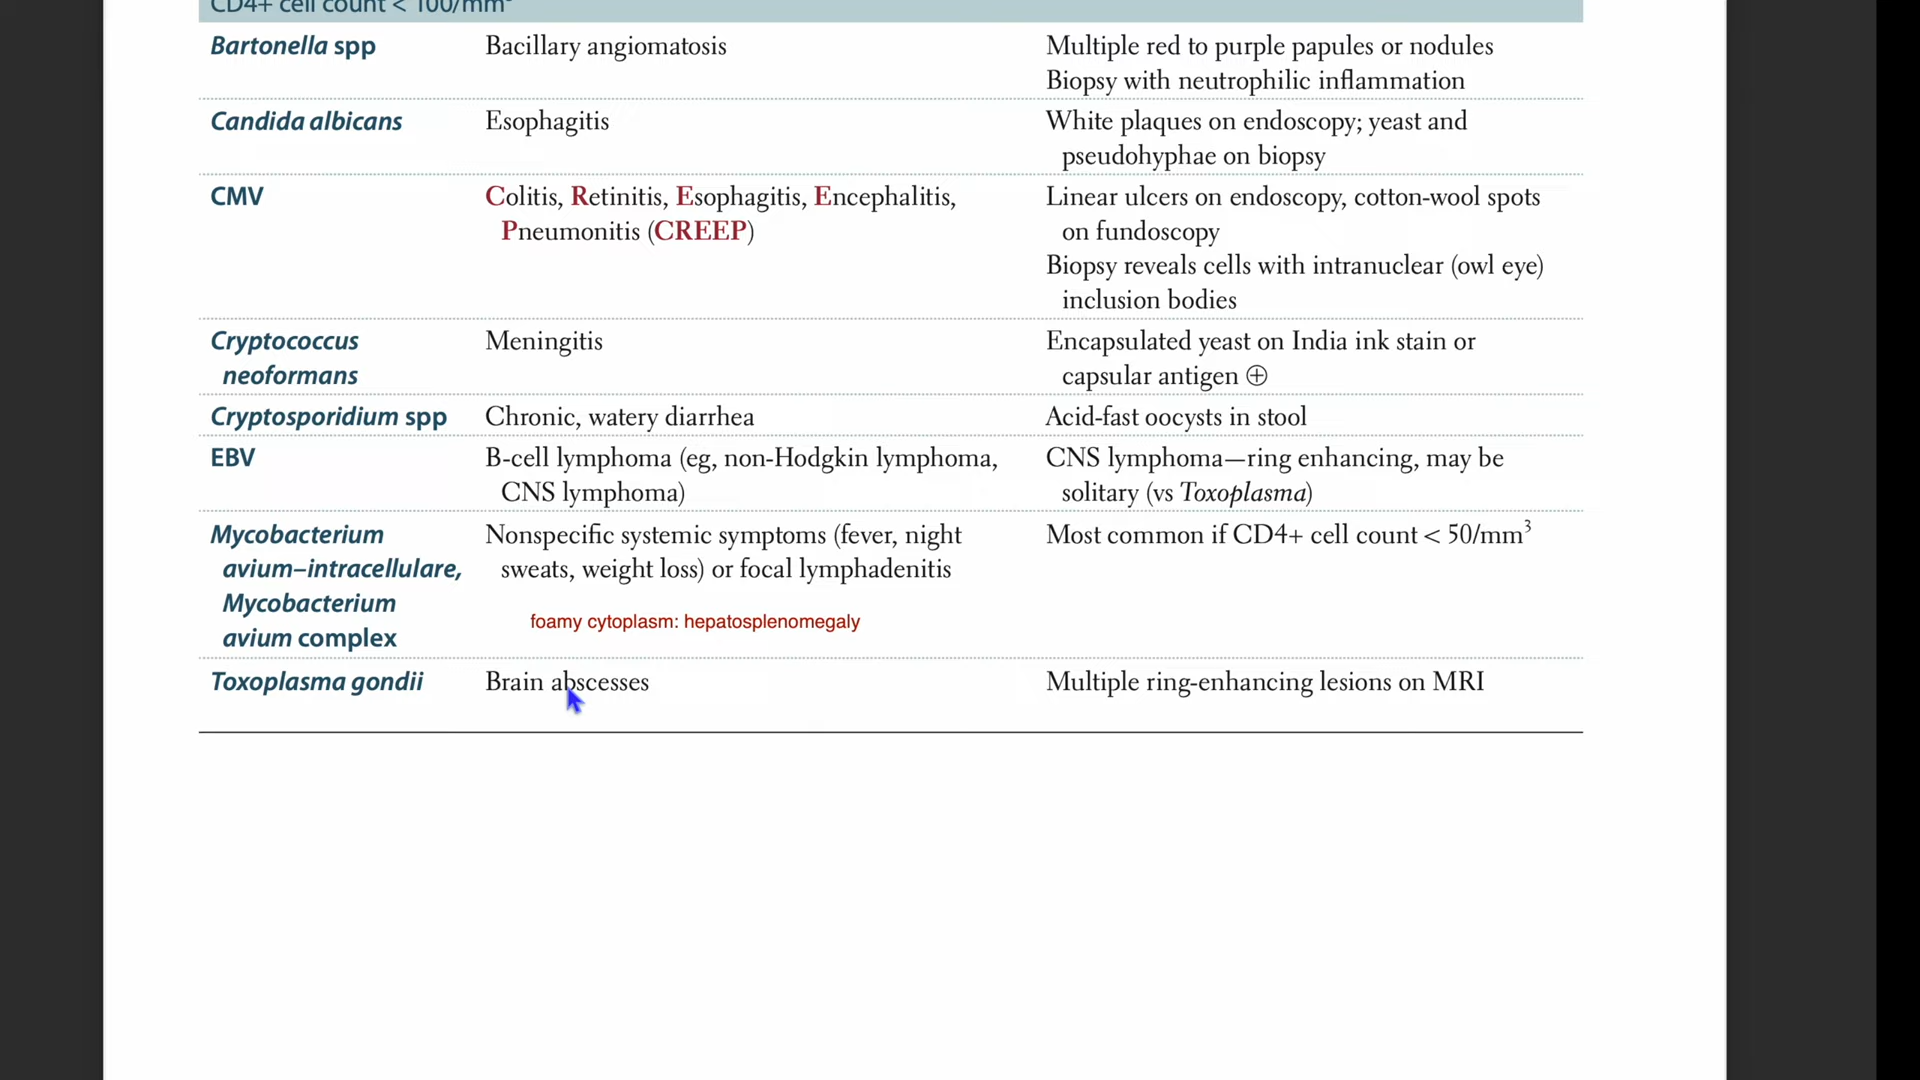 CD4+ cell count < 100/mm³
Bartonella spp
Bacillary angiomatosis
Multiple red to purple papules or nodules
Biopsy with neutrophilic inflammation
Candida albicans
Esophagitis
White plaques on endoscopy; yeast and
pseudohyphae on biopsy
CMV
Colitis, Retinitis, Esophagitis, Encephalitis,
Pneumonitis (CREEP)
Linear ulcers on endoscopy, cotton-wool spots
on fundoscopy
Biopsy reveals cells with intranuclear (owl eye)
inclusion bodies
Cryptococcus
neoformans
Meningitis
Encapsulated yeast on India ink stain or
capsular antigen ⊕
Cryptosporidium spp
Chronic, watery diarrhea
Acid-fast oocysts in stool
EBV
B-cell lymphoma (eg, non-Hodgkin lymphoma,
CNS lymphoma)
CNS lymphoma—ring enhancing, may be
solitary (vs Toxoplasma)
Mycobacterium
avium–intracellulare,
Mycobacterium
avium complex
Nonspecific systemic symptoms (fever, night
sweats, weight loss) or focal lymphadenitis
foamy cytoplasm: hepatosplenomegaly
Most common if CD4+ cell count < 50/mm³
Toxoplasma gondii
Brain abscesses
Multiple ring-enhancing lesions on MRI